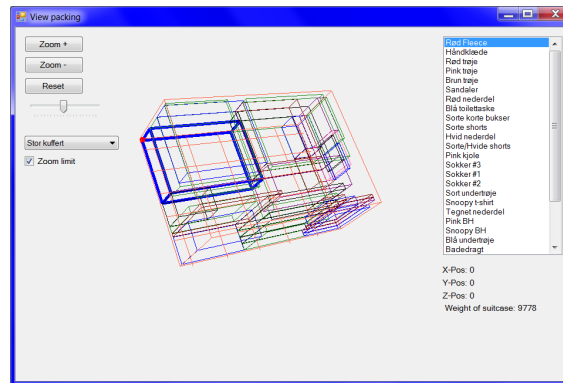 View packing
Zoom +
Zoom -
Reset
Stor kuffert
Zoom limit
Rød Fleece
Håndklæde
Rød trøje
Pink trøje
Brun trøje
Sandaler
Rød nederdel
Blå toilettaske
Sorte korte bukser
Sorte shorts
Hvid nederdel
Sorte/Hvide shorts
Pink kjole
Sokker #3
Sokker #1
Sokker #2
Sort undertrøje
Snoopy t-shirt
Tegnet nederdel
Pink BH
Snoopy BH
Blå undertrøje
Badedragt
X-Pos: 0
Y-Pos: 0
Z-Pos: 0
Weight of suitcase: 9778